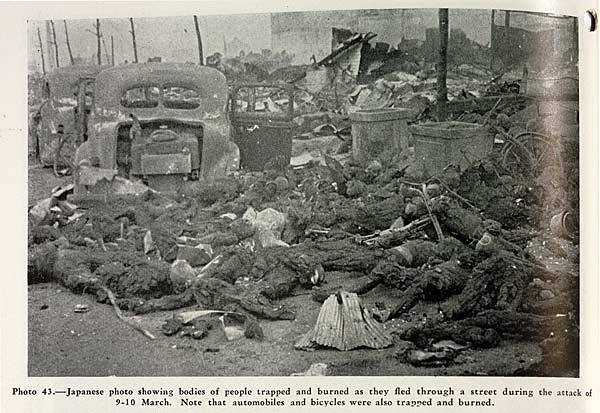 Photo 43.—Japanese photo showing bodies of people trapped and burned as they fled through a street during the attack of
9-10 March. Note that automobiles and bicycles were also trapped and burned.